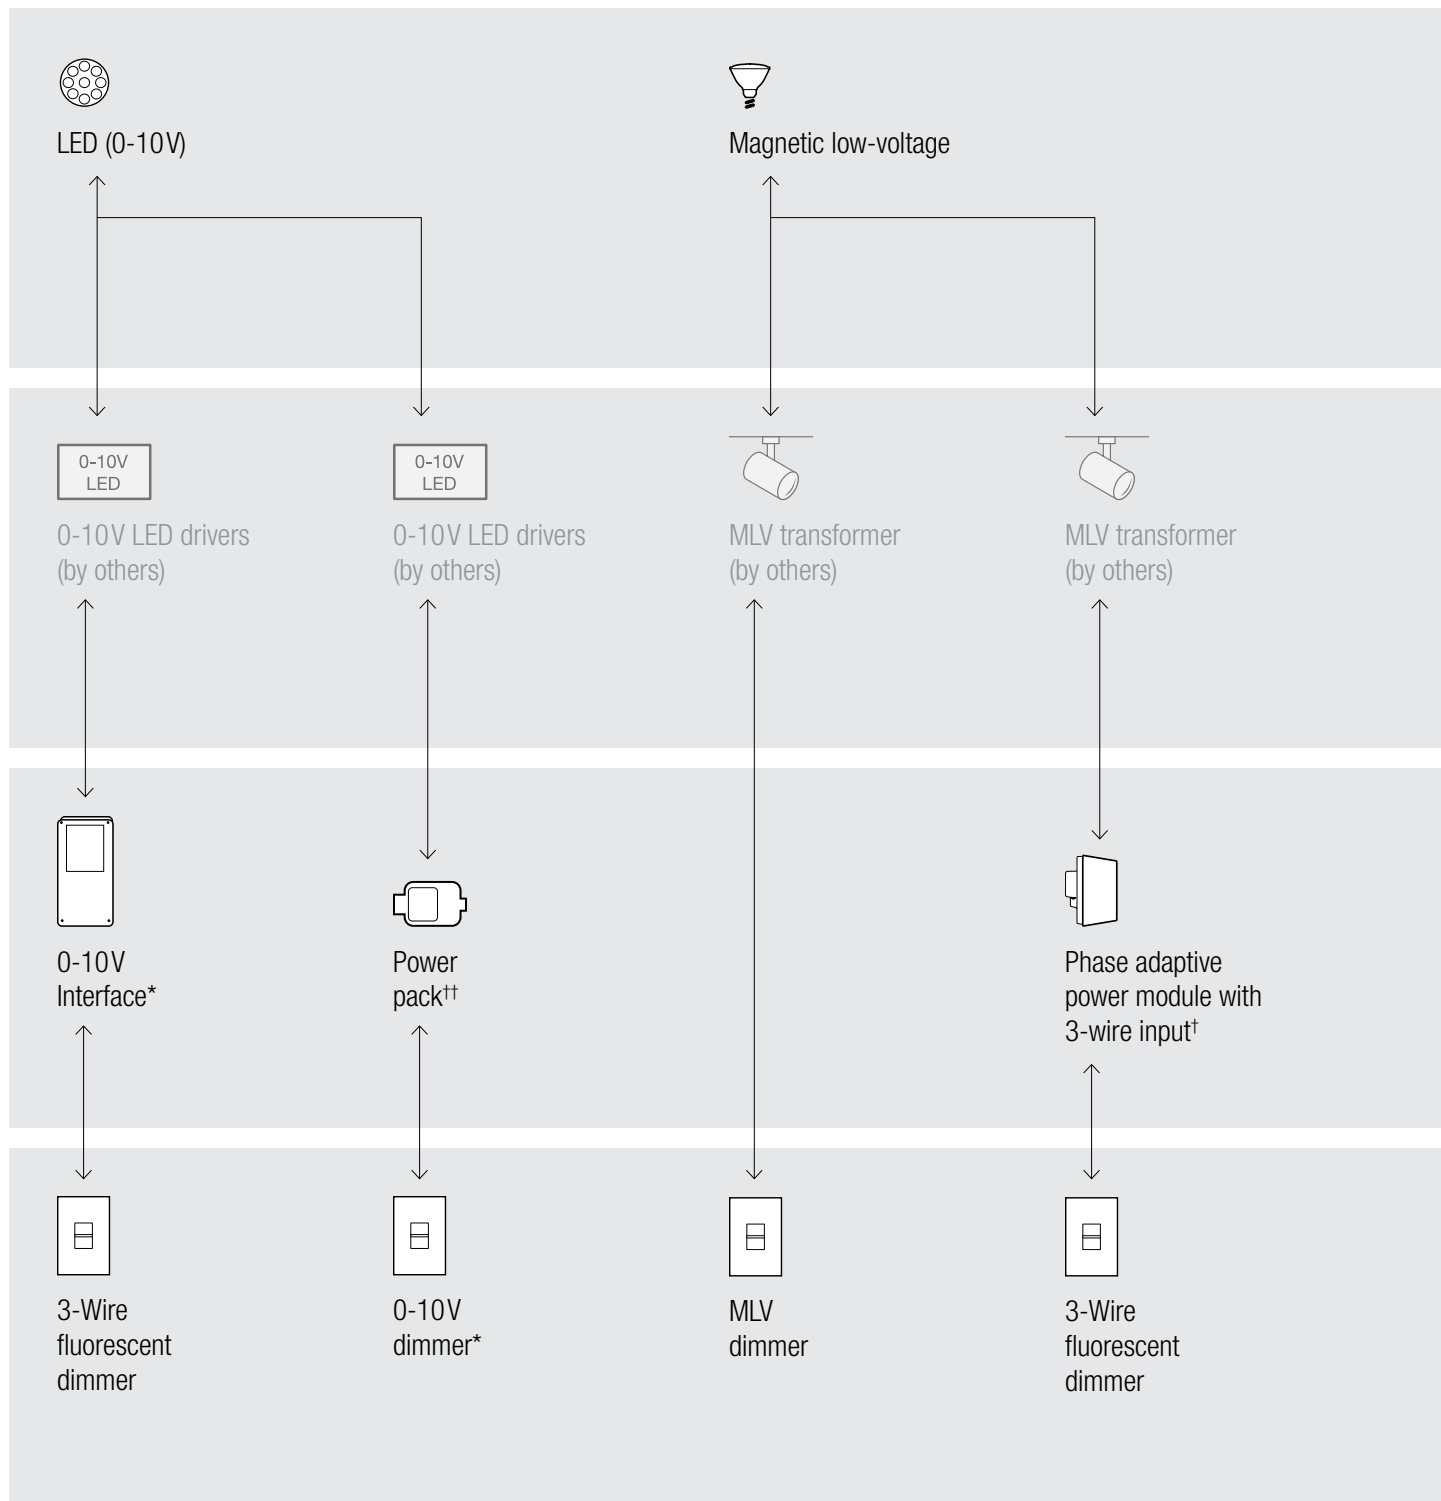 LED (0-10V)
Magnetic low-voltage
0-10V
LED
0-10V LED drivers
(by others)
0-10V
LED
0-10V LED drivers
(by others)
MLV transformer
(by others)
MLV transformer
(by others)
0-10V
Interface*
Power
pack††
Phase adaptive
power module with
3-wire input†
3-Wire
fluorescent
dimmer
0-10V
dimmer*
MLV
dimmer
3-Wire
fluorescent
dimmer